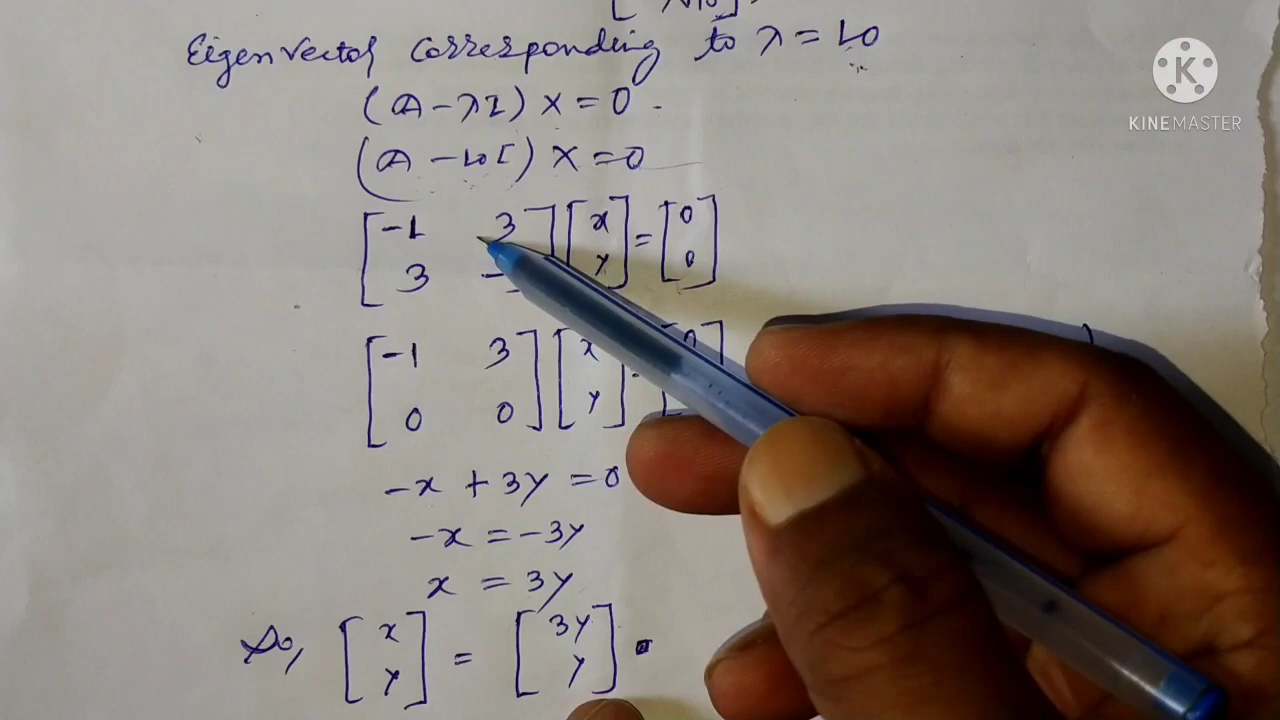 Eigenvector corresponding to λ = 10
(A - λI) X = 0
(A - 10I) X = 0
[-1 3] [x] = [0]
[3 -] [y] [0]
[-1 3] [x] [0]
[0 0] [y] [
-x + 3y = 0
-x = -3y
x = 3y
So, [x] = [3y]
[y] [y]
K
KINEMASTER